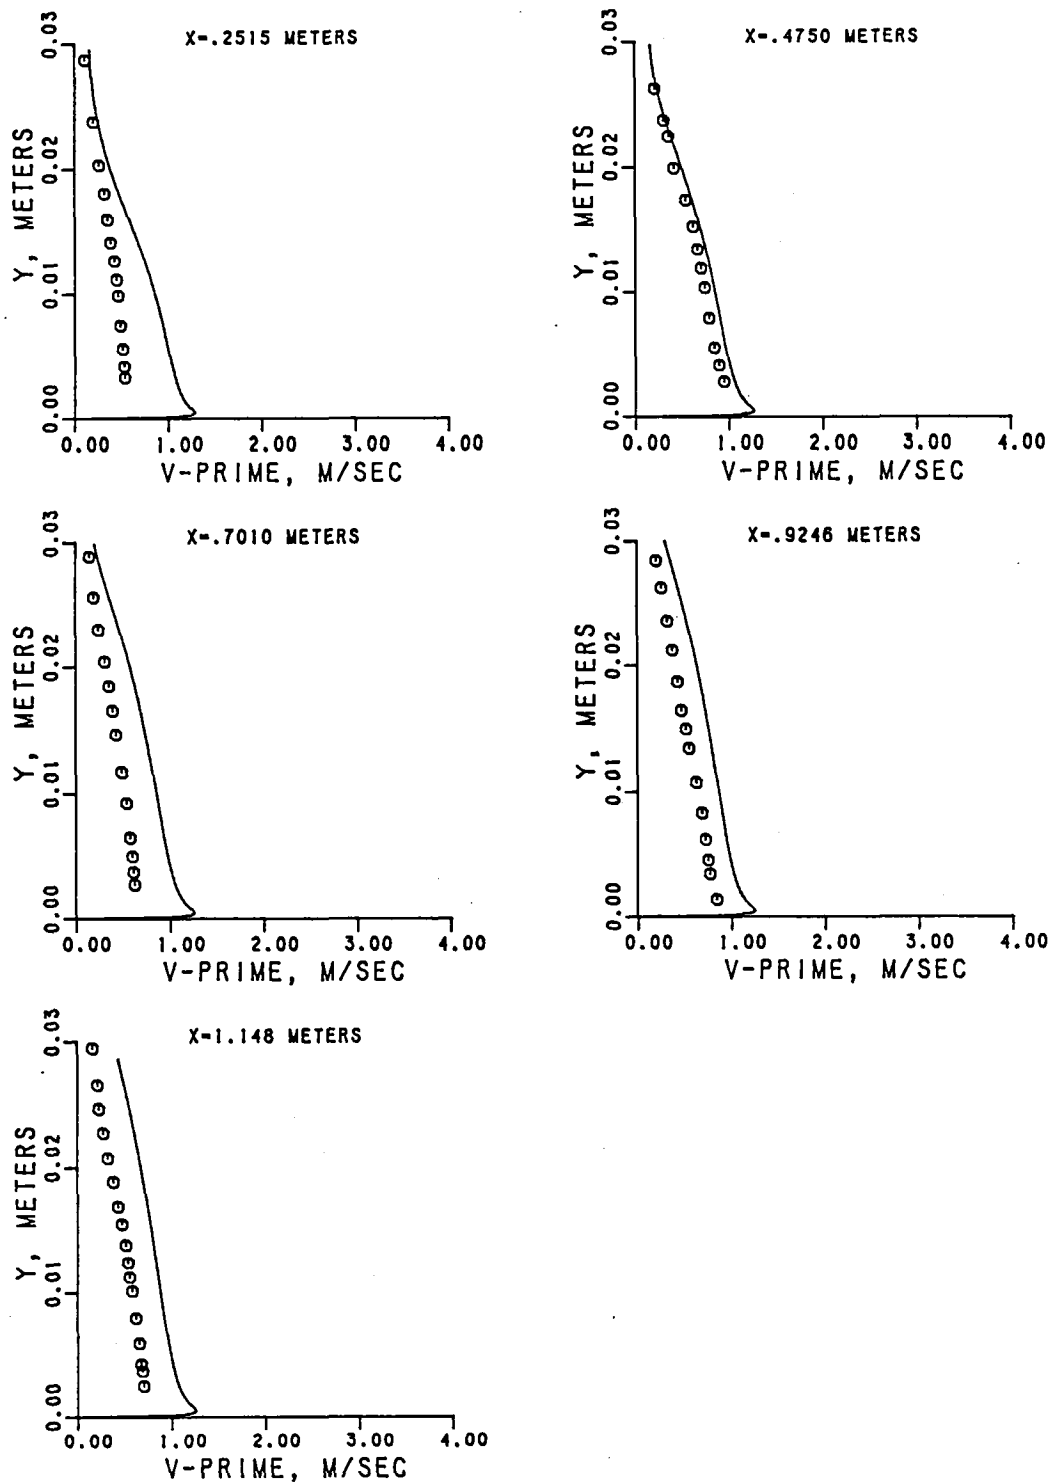 X=.2515 METERS
0.03
0.02
0.01
0.00
Y, METERS
0.00 1.00 2.00 3.00 4.00
V-PRIME, M/SEC
X=.4750 METERS
0.03
0.02
0.01
0.00
Y, METERS
0.00 1.00 2.00 3.00 4.00
V-PRIME, M/SEC
X=.7010 METERS
0.03
0.02
0.01
0.00
Y, METERS
0.00 1.00 2.00 3.00 4.00
V-PRIME, M/SEC
X=.9246 METERS
0.03
0.02
0.01
0.00
Y, METERS
0.00 1.00 2.00 3.00 4.00
V-PRIME, M/SEC
X=1.148 METERS
0.03
0.02
0.01
0.00
Y, METERS
0.00 1.00 2.00 3.00 4.00
V-PRIME, M/SEC